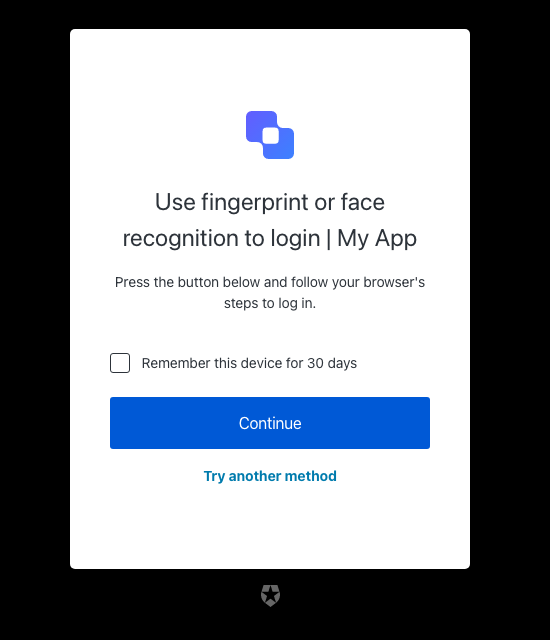 Use fingerprint or face
recognition to login | My App
Press the button below and follow your browser's
steps to log in.
Remember this device for 30 days
Continue
Try another method